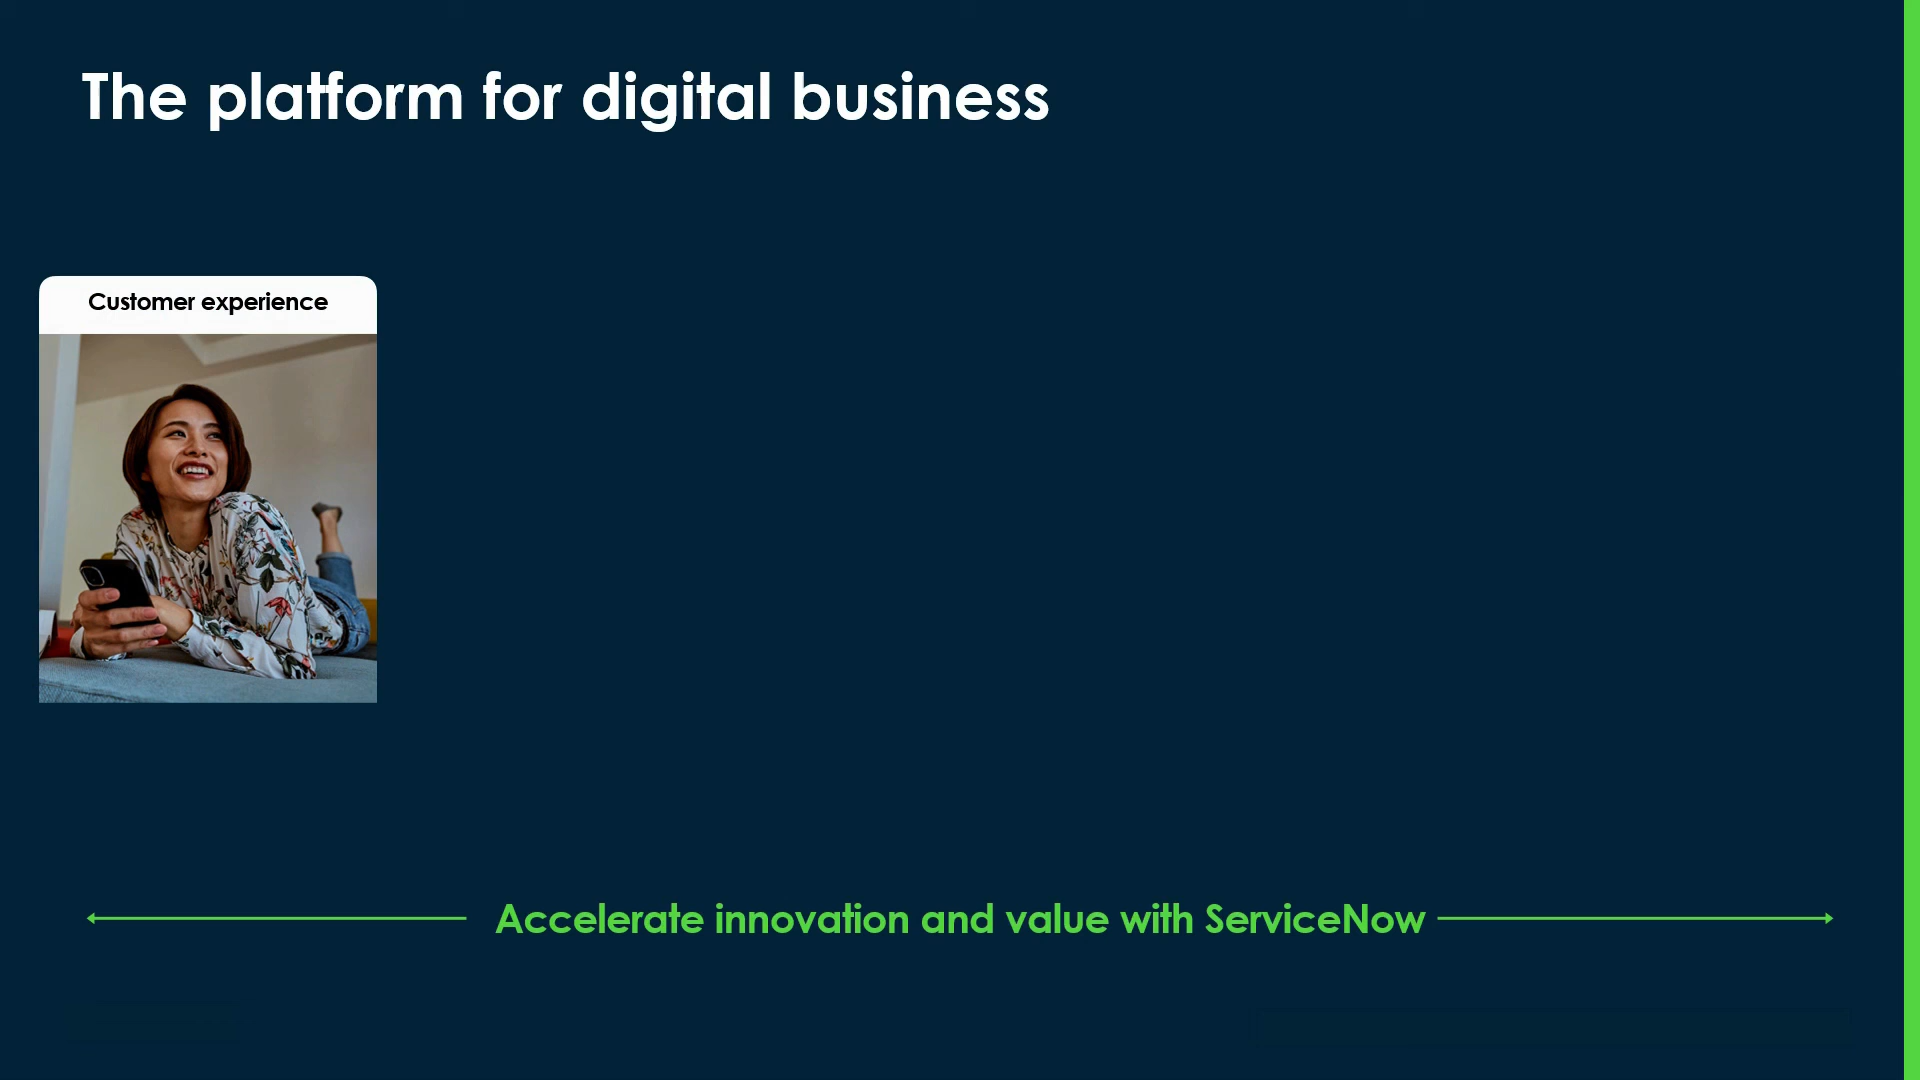 The platform for digital business
Customer experience
Accelerate innovation and value with ServiceNow